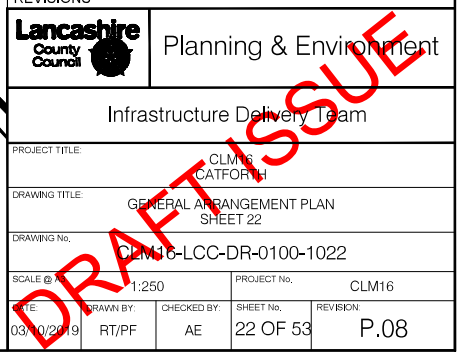 REVISIONS
Lancashire
County
Council
Planning & Environment
Infrastructure Delivery Team
PROJECT TITLE:
CLM16
CATFORTH
DRAWING TITLE:
GENERAL ARRANGEMENT PLAN
SHEET 22
DRAWING No.
CLM16-LCC-DR-0100-1022
SCALE @ A3
1:250
PROJECT No.
CLM16
DATE:
03/10/2019
DRAWN BY:
RT/PF
CHECKED BY:
AE
SHEET No.
22 OF 53
REVISION:
P.08
DRAFT ISSUE